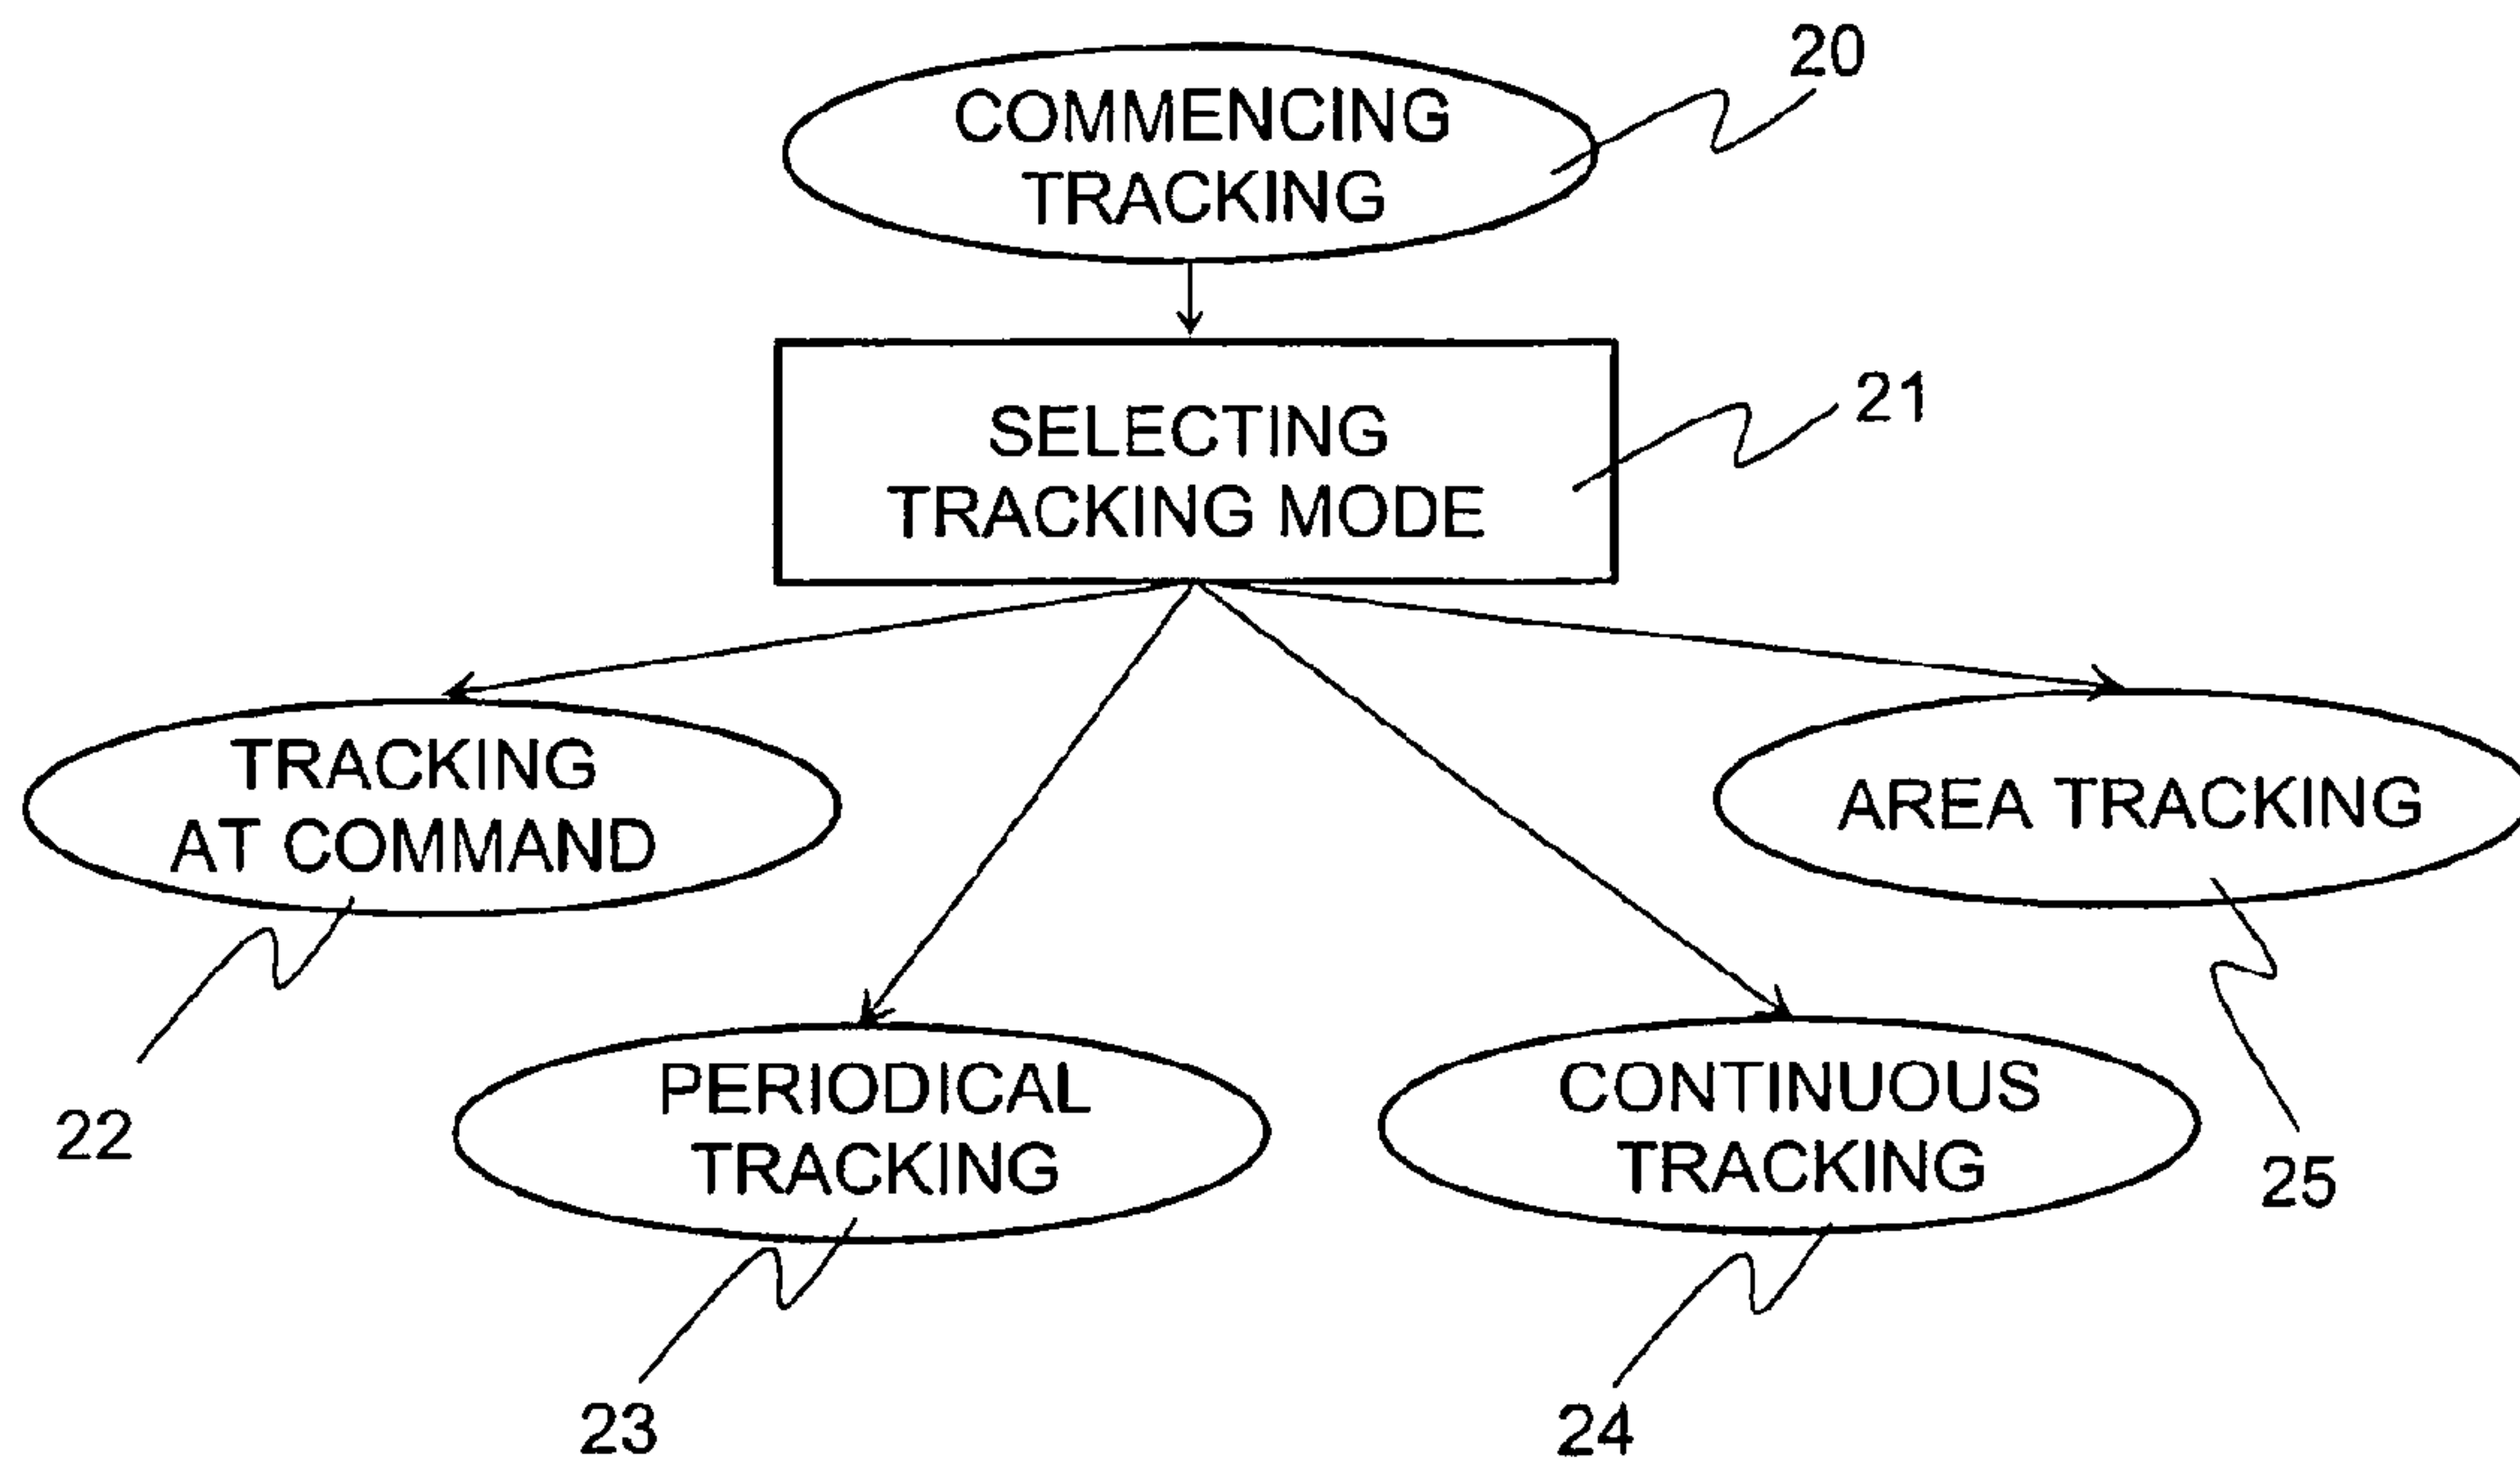 20
COMMENCING
TRACKING
21
SELECTING
TRACKING MODE
TRACKING
AT COMMAND
AREA TRACKING
22
PERIODICAL
TRACKING
CONTINUOUS
TRACKING
25
23
24